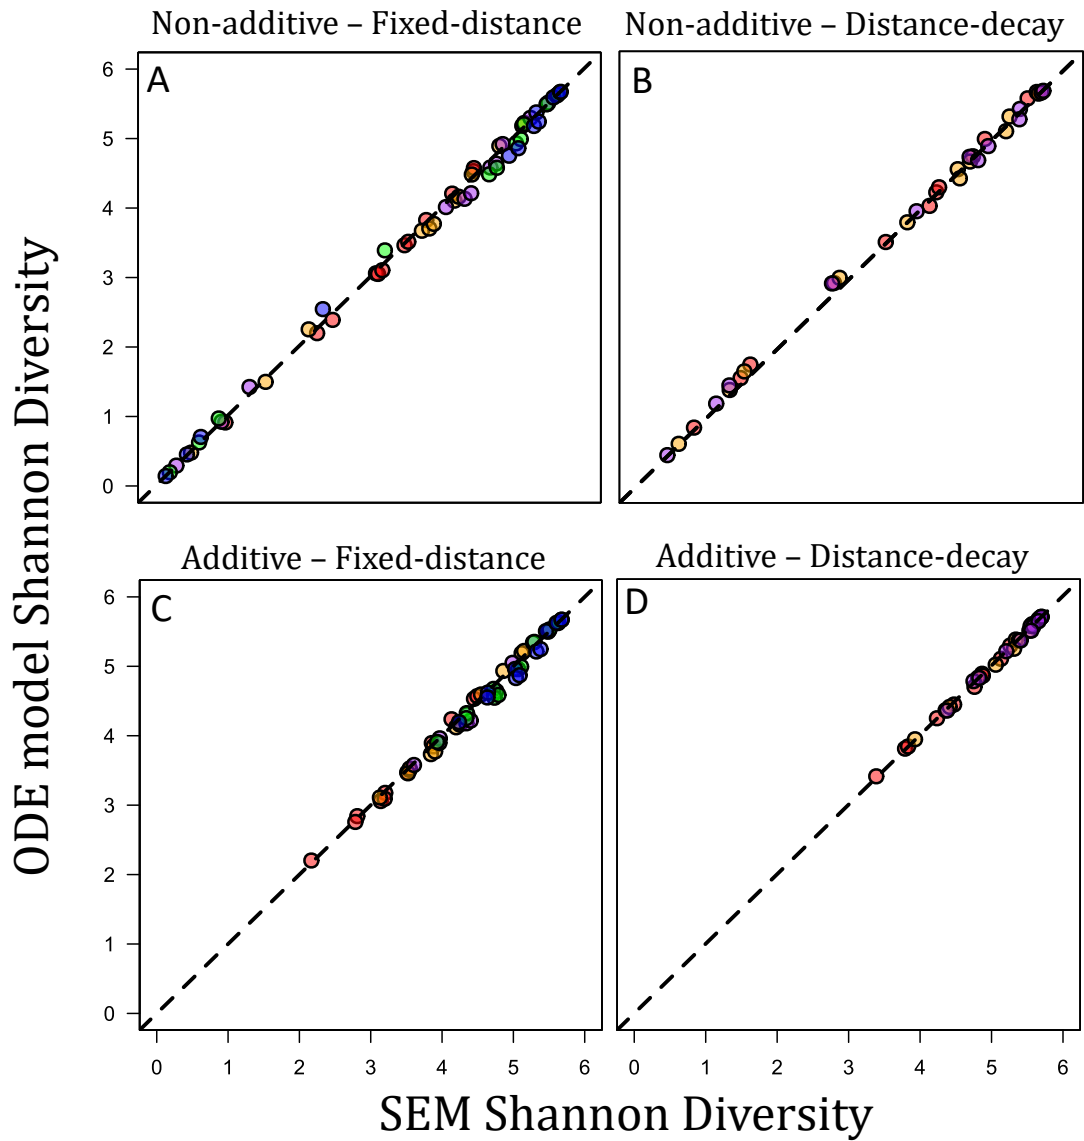 Non-additive – Fixed-distance
Non-additive – Distance-decay
A
B
6
5
4
3
2
1
0
ODE model Shannon Diversity
Additive – Fixed-distance
Additive – Distance-decay
C
D
6
5
4
3
2
1
0
0 1 2 3 4 5 6
0 1 2 3 4 5 6
SEM Shannon Diversity